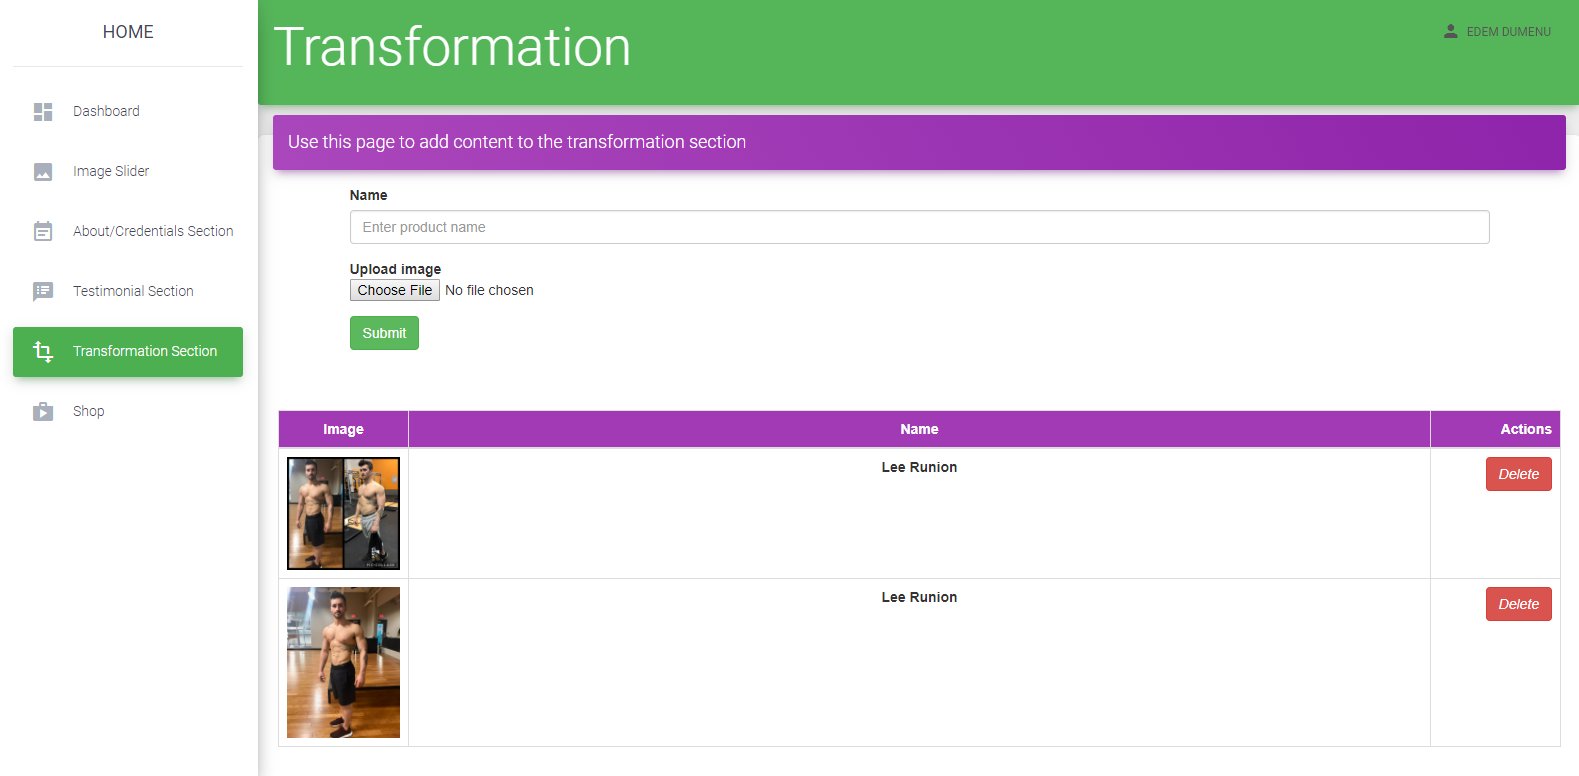 HOME
Dashboard
Image Slider
About/Credentials Section
Testimonial Section
Transformation Section
Shop
Transformation
EDEM DUMENU
Use this page to add content to the transformation section
Name
Enter product name
Upload image
Choose File No file chosen
Submit
Image Name Actions
Lee Runion Delete
Lee Runion Delete